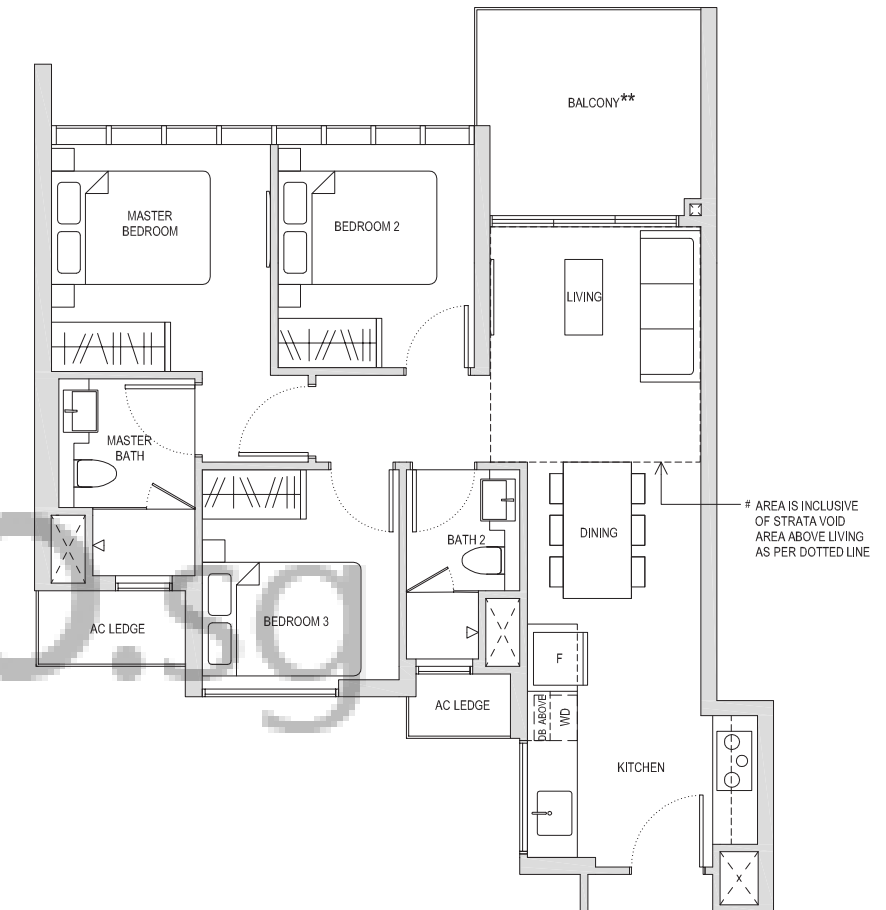 BALCONY**
MASTER
BEDROOM
BEDROOM 2
LIVING
MASTER
BATH
# AREA IS INCLUSIVE
OF STRATA VOID
AREA ABOVE LIVING
AS PER DOTTED LINE
DINING
BATH 2
AC LEDGE
BEDROOM 3
F
AC LEDGE
DB ABOVE
WD
KITCHEN
X
D.sg